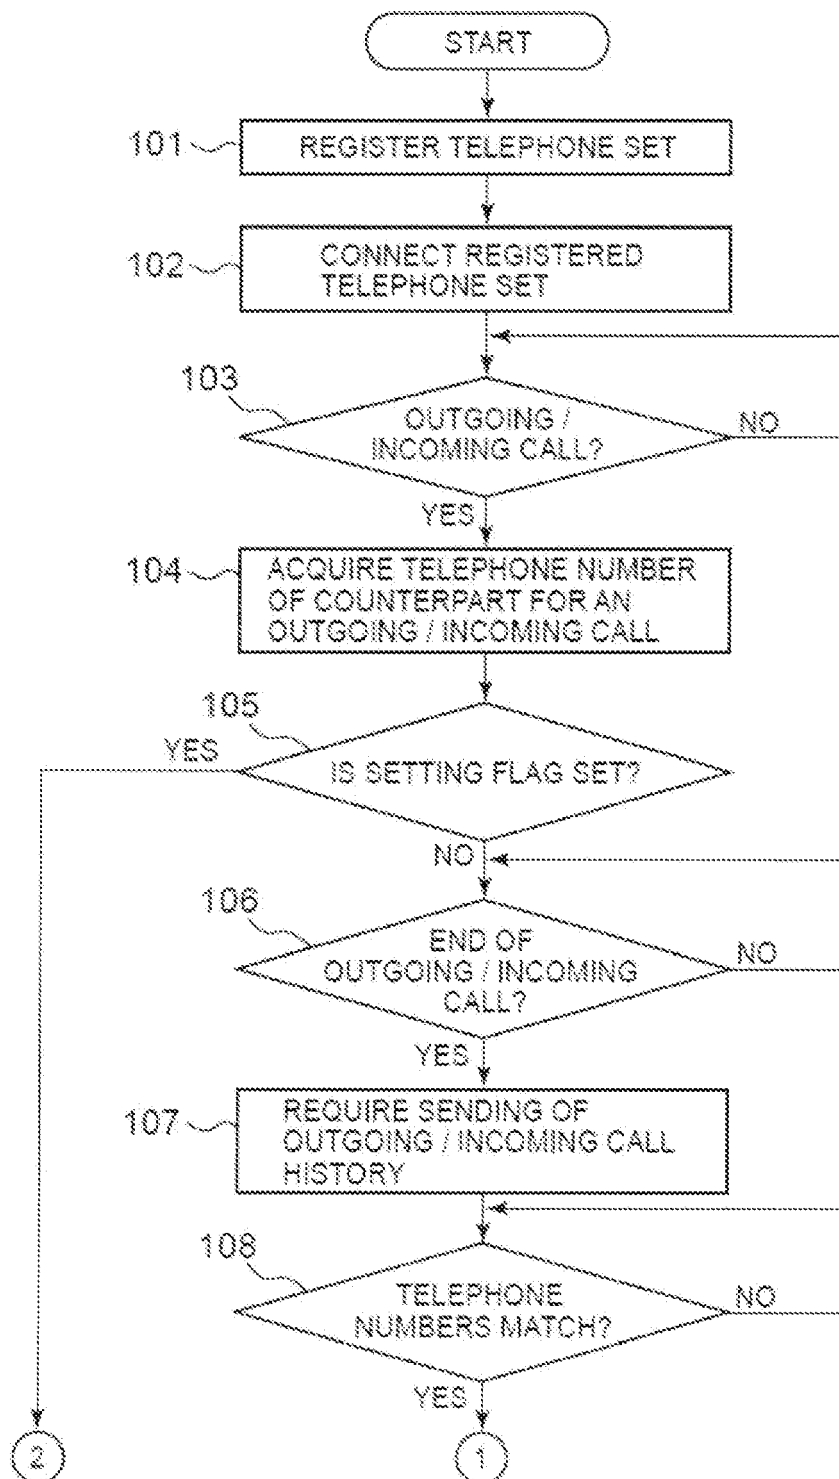 START
101
REGISTER TELEPHONE SET
102
CONNECT REGISTERED
TELEPHONE SET
103
OUTGOING /
INCOMING CALL?
NO
YES
104
ACQUIRE TELEPHONE NUMBER
OF COUNTERPART FOR AN
OUTGOING / INCOMING CALL
105
YES
IS SETTING FLAG SET?
NO
106
END OF
OUTGOING / INCOMING
CALL?
NO
YES
107
REQUIRE SENDING OF
OUTGOING / INCOMING CALL
HISTORY
108
TELEPHONE
NUMBERS MATCH?
NO
YES
2
1